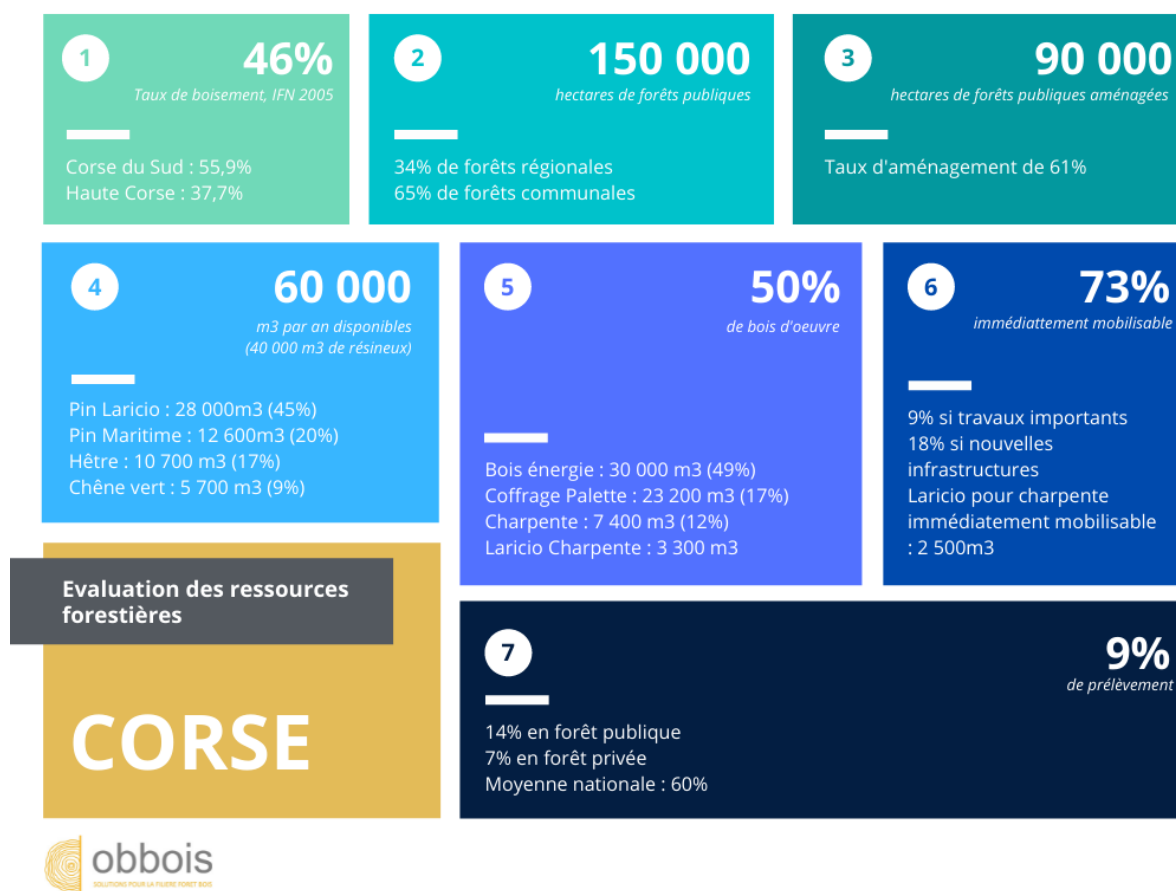 1
46%
Taux de boisement, IFN 2005
Corse du Sud : 55,9%
Haute Corse : 37,7%
2
150 000
hectares de forêts publiques
34% de forêts régionales
65% de forêts communales
3
90 000
hectares de forêts publiques aménagées
Taux d'aménagement de 61%
4
60 000
m3 par an disponibles
(40 000 m3 de résineux)
Pin Laricio : 28 000m3 (45%)
Pin Maritime : 12 600m3 (20%)
Hêtre : 10 700 m3 (17%)
Chêne vert : 5 700 m3 (9%)
5
50%
de bois d'oeuvre
Bois énergie : 30 000 m3 (49%)
Coffrage Palette : 23 200 m3 (17%)
Charpente : 7 400 m3 (12%)
Laricio Charpente : 3 300 m3
6
73%
immédiattement mobilisable
9% si travaux importants
18% si nouvelles
infrastructures
Laricio pour charpente
immédiatement mobilisable
: 2 500m3
Evaluation des ressources
forestières
CORSE
7
9%
de prélèvement
14% en forêt publique
7% en forêt privée
Moyenne nationale : 60%
obbois
SOLUTIONS POUR LA FILIERE FORET BOIS